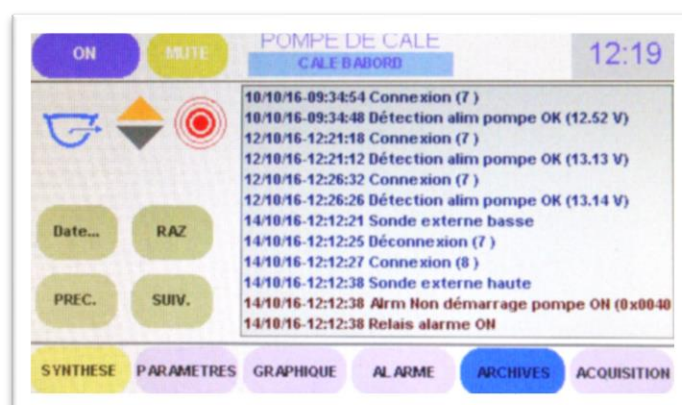 ON
MUTE
POMPE DE CALE
CALE BABORD
12:19
10/10/16-09:34:54 Connexion (7 )
10/10/16-09:34:48 Détection alim pompe OK (12.52 V)
12/10/16-12:21:18 Connexion (7 )
12/10/16-12:21:12 Détection alim pompe OK (13.13 V)
12/10/16-12:26:32 Connexion (7 )
12/10/16-12:26:26 Détection alim pompe OK (13.14 V)
14/10/16-12:12:21 Sonde externe basse
14/10/16-12:12:25 Déconnexion (7 )
14/10/16-12:12:27 Connexion (8 )
14/10/16-12:12:38 Sonde externe haute
14/10/16-12:12:38 Alrm Non démarrage pompe ON (0x0040
14/10/16-12:12:38 Relais alarme ON
Date...
RAZ
PREC.
SUIV.
SYNTHESE
PARAMETRES
GRAPHIQUE
ALARME
ARCHIVES
ACQUISITION